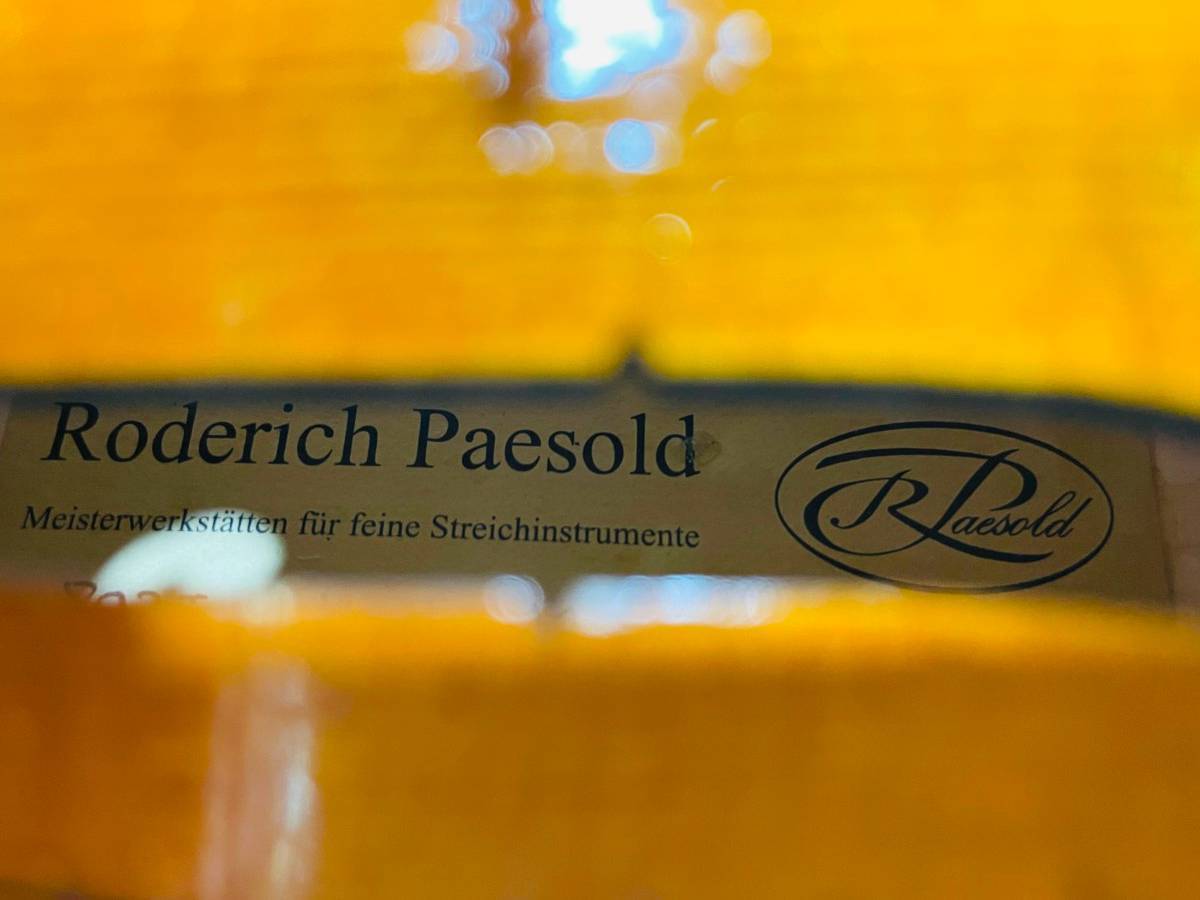 Roderich Paesold
Meisterwerkstätten für feine Streichinstrumente
RPaesold